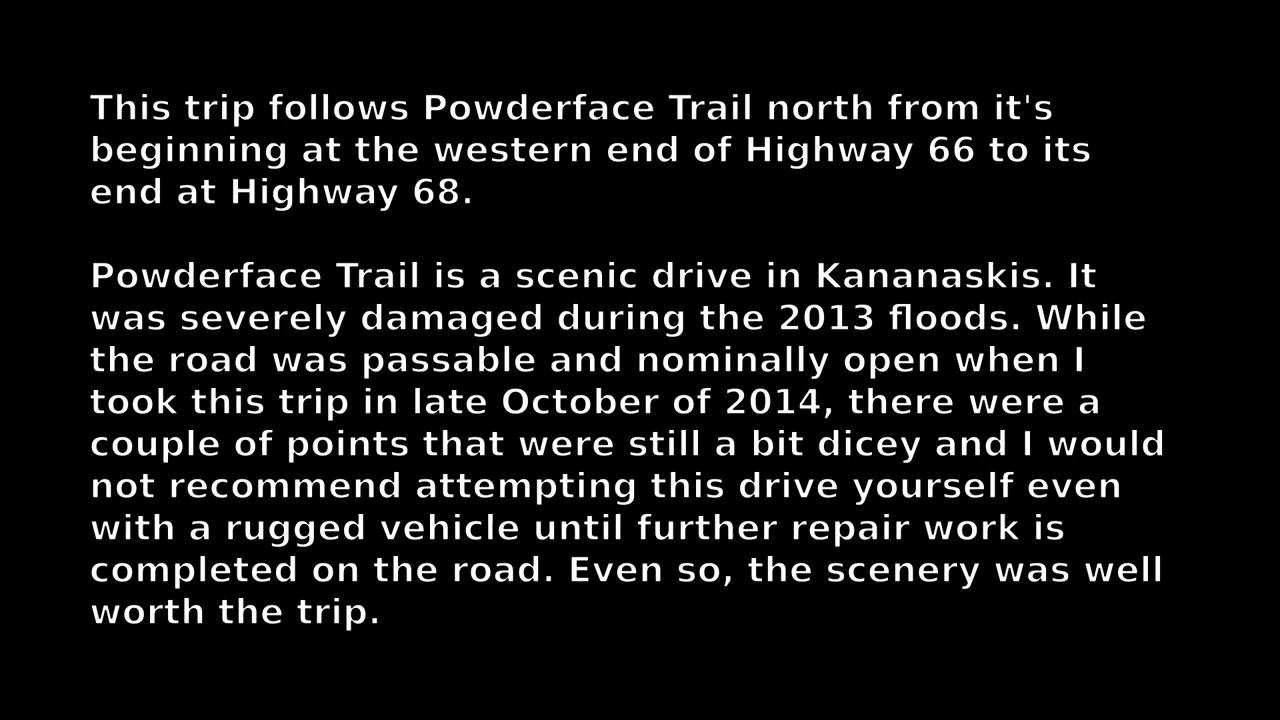 This trip follows Powderface Trail north from it's
beginning at the western end of Highway 66 to its
end at Highway 68.
Powderface Trail is a scenic drive in Kananaskis. It
was severely damaged during the 2013 floods. While
the road was passable and nominally open when I
took this trip in late October of 2014, there were a
couple of points that were still a bit dicey and I would
not recommend attempting this drive yourself even
with a rugged vehicle until further repair work is
completed on the road. Even so, the scenery was well
worth the trip.